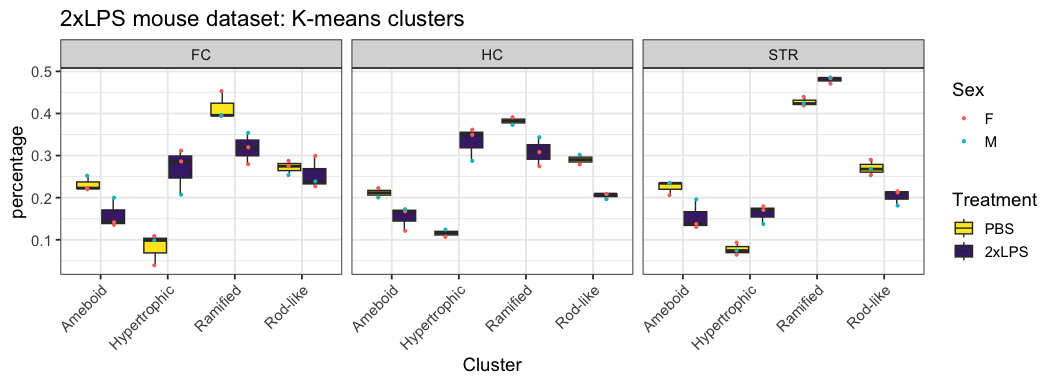 2xLPS mouse dataset: K-means clusters
FC
HC
STR
percentage
0.5
0.4
0.3
0.2
0.1
Ameboid
Hypertrophic
Ramified
Rod-like
Ameboid
Hypertrophic
Ramified
Rod-like
Ameboid
Hypertrophic
Ramified
Rod-like
Cluster
Sex
F
M
Treatment
PBS
2xLPS